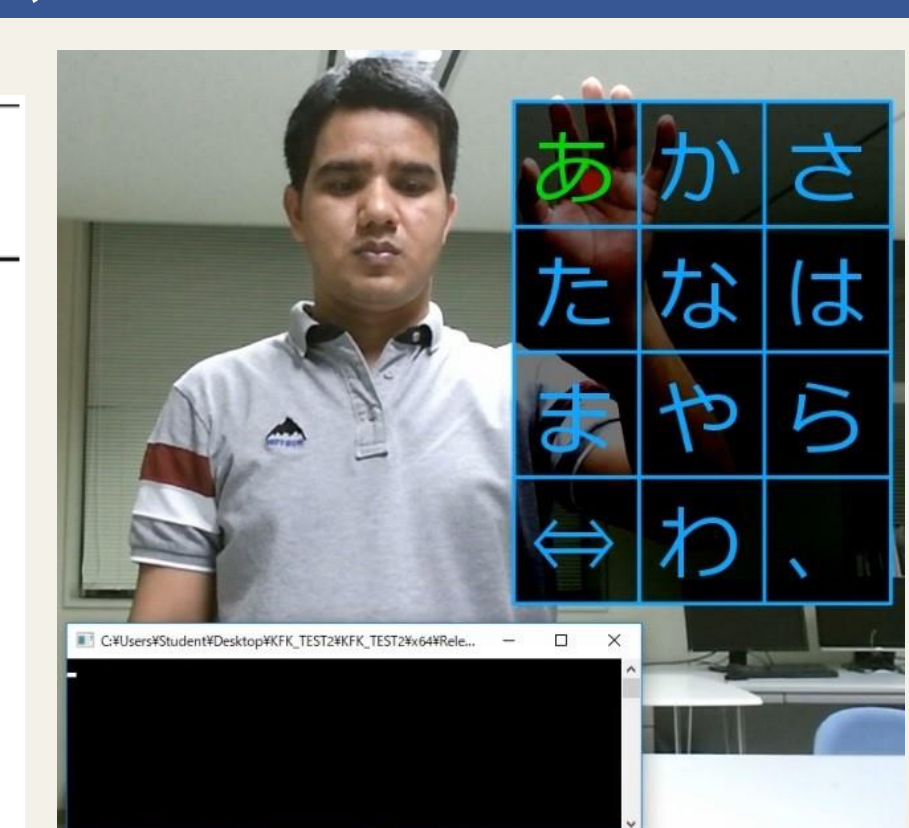 あ か さ
た な は
ま や ら
⇔ わ 、
C:¥Users¥Student¥Desktop¥KFK_TEST2¥KFK_TEST2¥x64¥Rele...